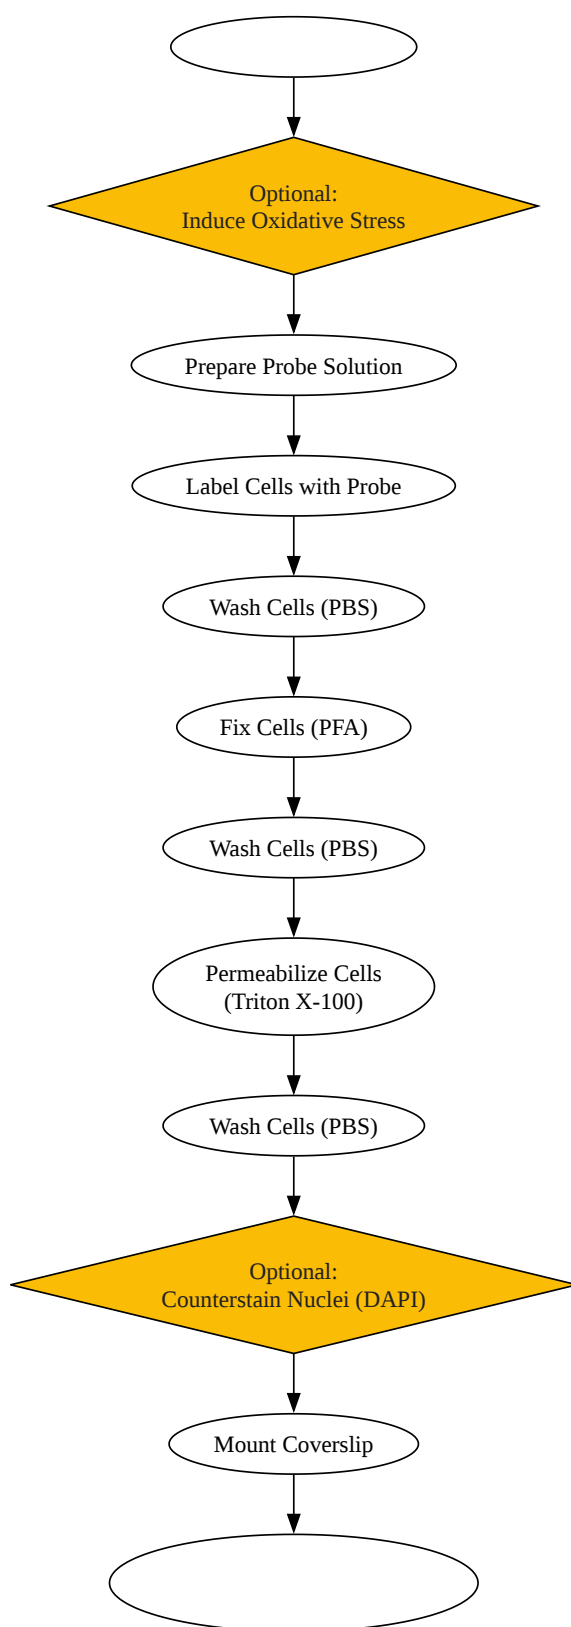 Optional:
Induce Oxidative Stress
Prepare Probe Solution
Label Cells with Probe
Wash Cells (PBS)
Fix Cells (PFA)
Wash Cells (PBS)
Permeabilize Cells
(Triton X-100)
Wash Cells (PBS)
Optional:
Counterstain Nuclei (DAPI)
Mount Coverslip